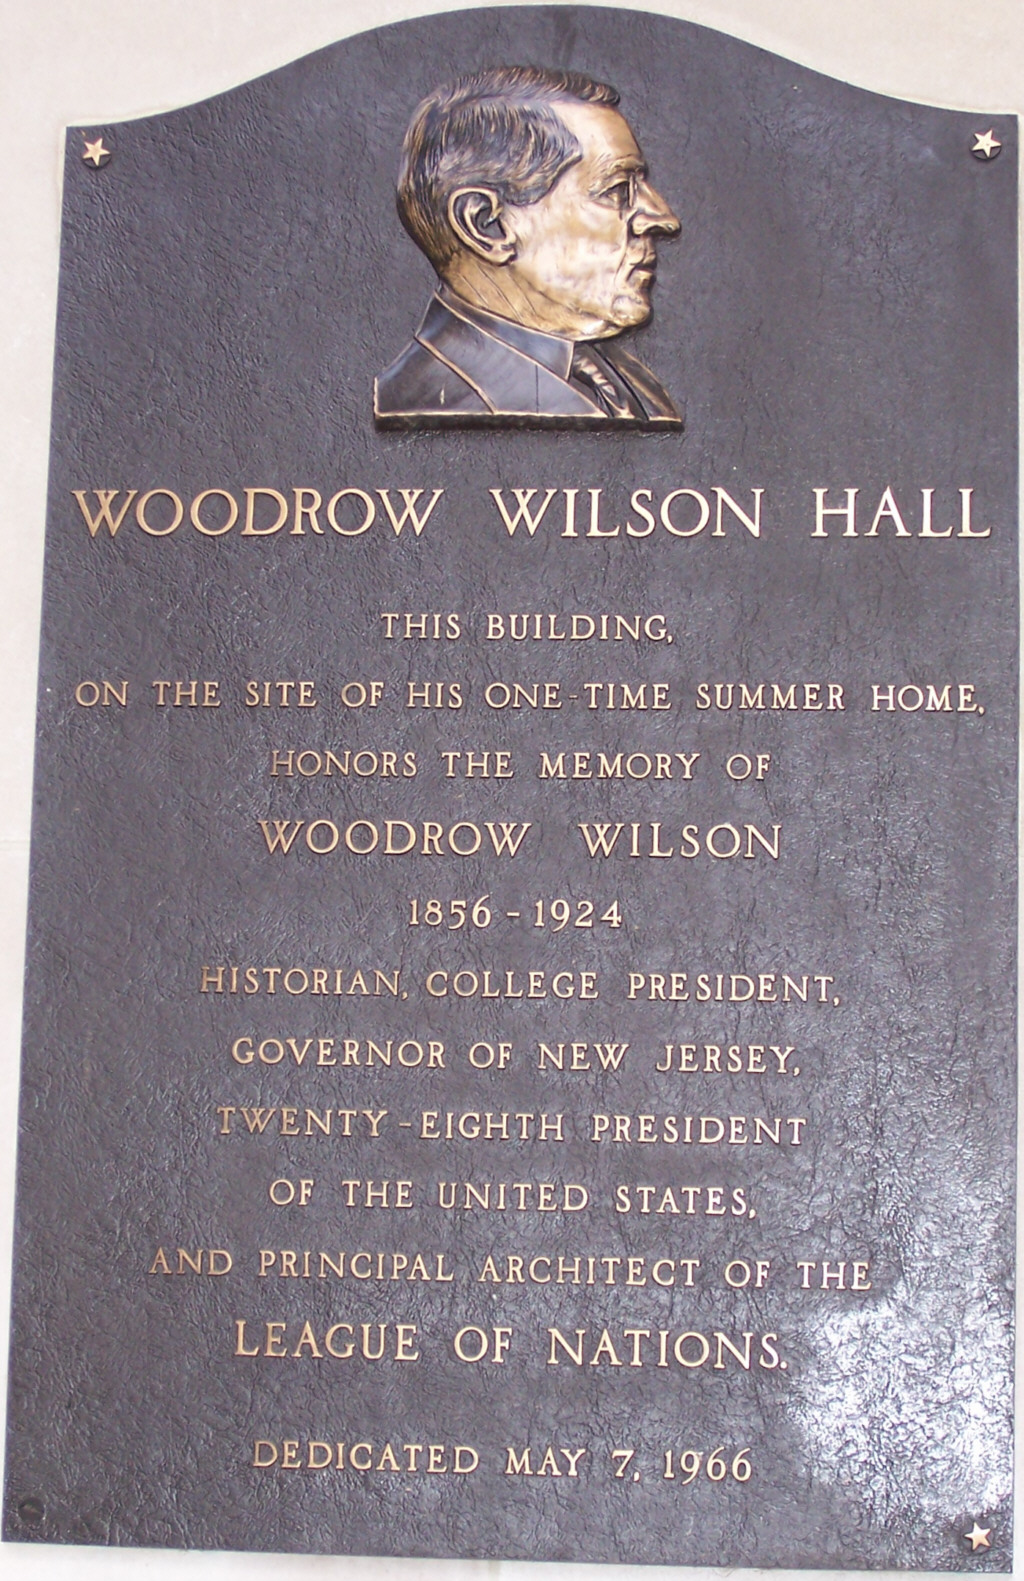 WOODROW WILSON HALL
THIS BUILDING,
ON THE SITE OF HIS ONE-TIME SUMMER HOME,
HONORS THE MEMORY OF
WOODROW WILSON
1856 - 1924
HISTORIAN, COLLEGE PRESIDENT,
GOVERNOR OF NEW JERSEY,
TWENTY-EIGHTH PRESIDENT
OF THE UNITED STATES,
AND PRINCIPAL ARCHITECT OF THE
LEAGUE OF NATIONS.
DEDICATED MAY 7, 1966